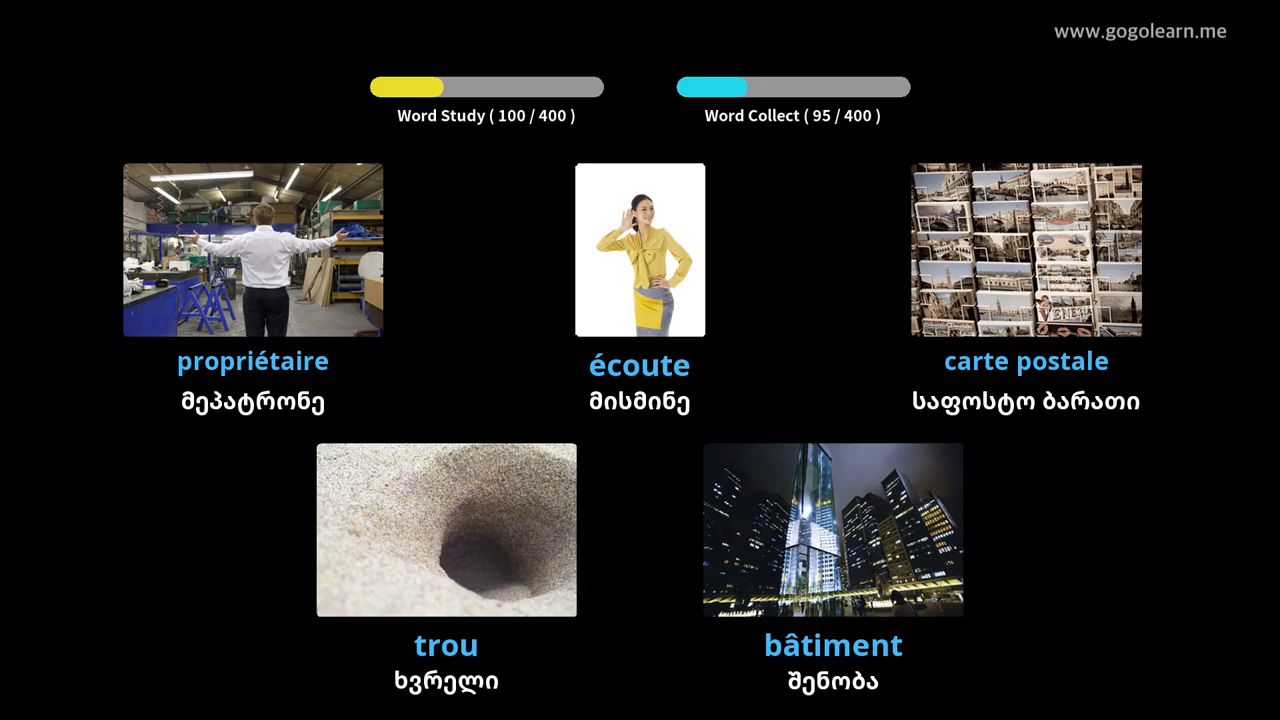 www.gogolearn.me
Word Study ( 100 / 400 )
Word Collect ( 95 / 400 )
VENEZIA
propriétaire
მეპატრონე
écoute
მისმინე
carte postale
საფოსტო ბარათი
trou
ხვრელი
bâtiment
შენობა